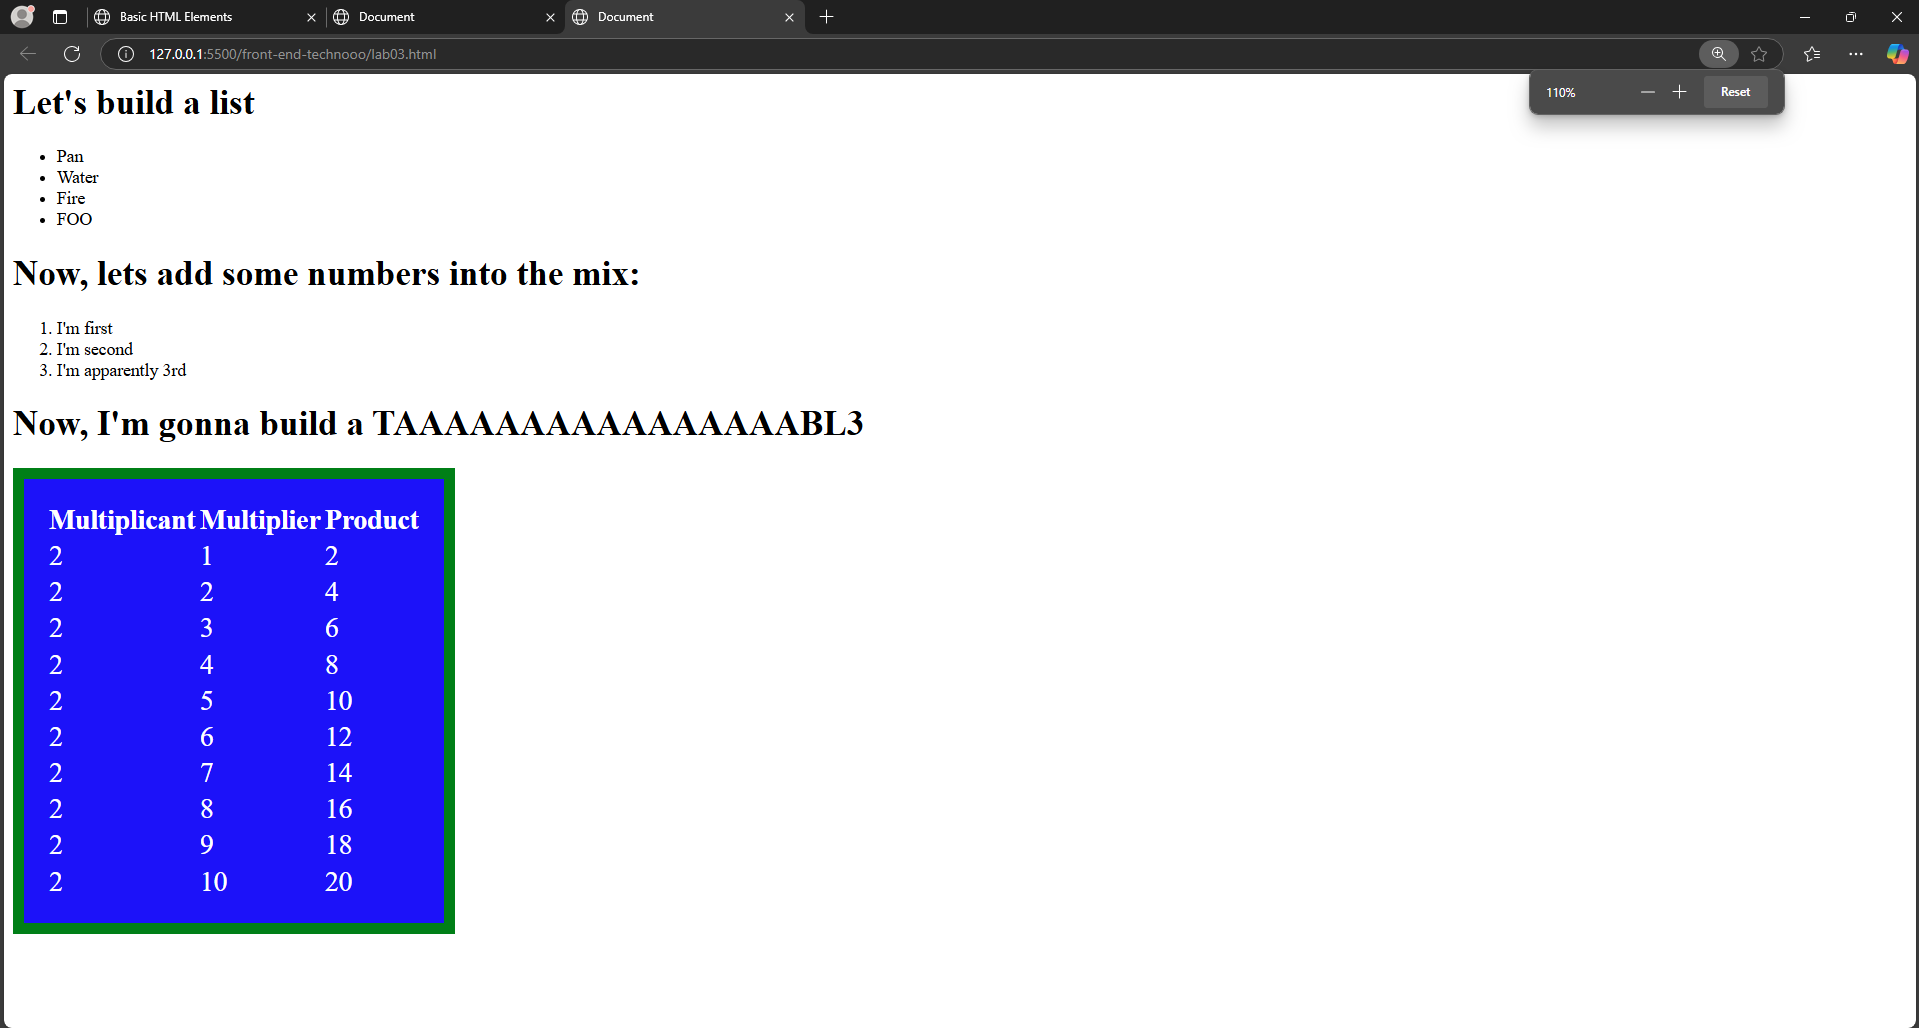 Basic HTML Elements
Document
Document
127.0.0.1:5500/front-end-technooo/lab03.html
110%
Reset
Let's build a list
• Pan
• Water
• Fire
• FOO
Now, lets add some numbers into the mix:
1. I'm first
2. I'm second
3. I'm apparently 3rd
Now, I'm gonna build a TAAAAAAAAAAAAAAAABL3
Multiplicant Multiplier Product
2 1 2
2 2 4
2 3 6
2 4 8
2 5 10
2 6 12
2 7 14
2 8 16
2 9 18
2 10 20